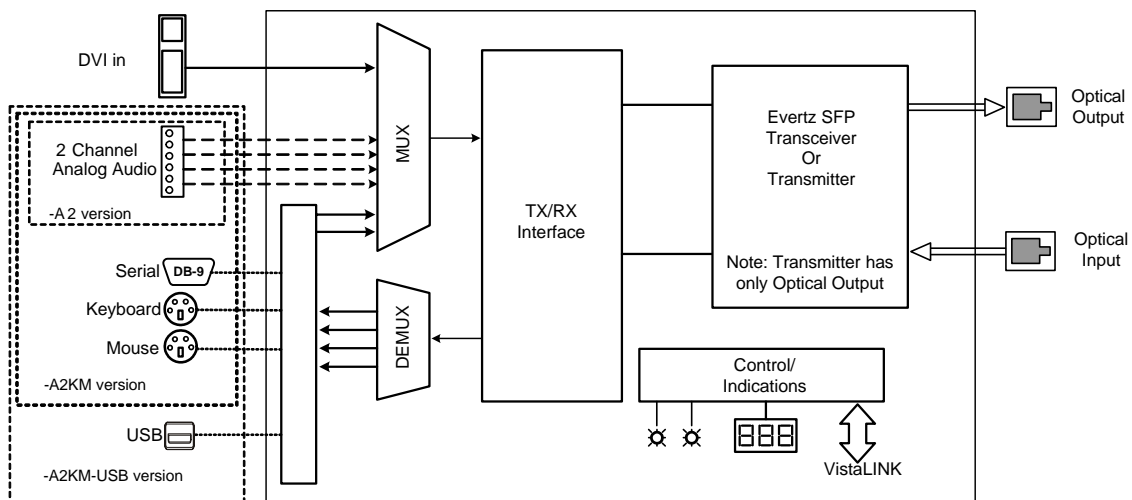 DVI in
2 Channel
Analog Audio
-A2 version
Serial
DB-9
Keyboard
Mouse
-A2KM version
USB
-A2KM-USB version
MUX
DEMUX
TX/RX
Interface
Evertz SFP
Transceiver
Or
Transmitter
Note: Transmitter has
only Optical Output
Optical
Output
Optical
Input
Control/
Indications
888
VistaLINK